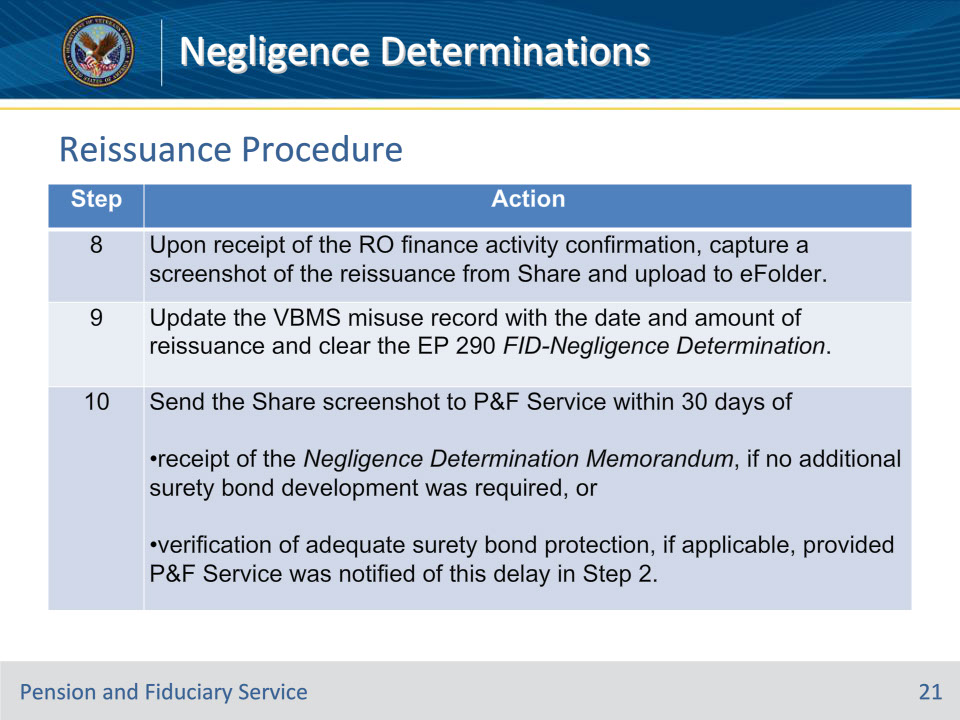 Negligence Determinations
Reissuance Procedure
Step
Action
8
Upon receipt of the RO finance activity confirmation, capture a
screenshot of the reissuance from Share and upload to eFolder.
9
Update the VBMS misuse record with the date and amount of
reissuance and clear the EP 290 FID-Negligence Determination.
10
Send the Share screenshot to P&F Service within 30 days of
•receipt of the Negligence Determination Memorandum, if no additional
surety bond development was required, or
•verification of adequate surety bond protection, if applicable, provided
P&F Service was notified of this delay in Step 2.
Pension and Fiduciary Service
21